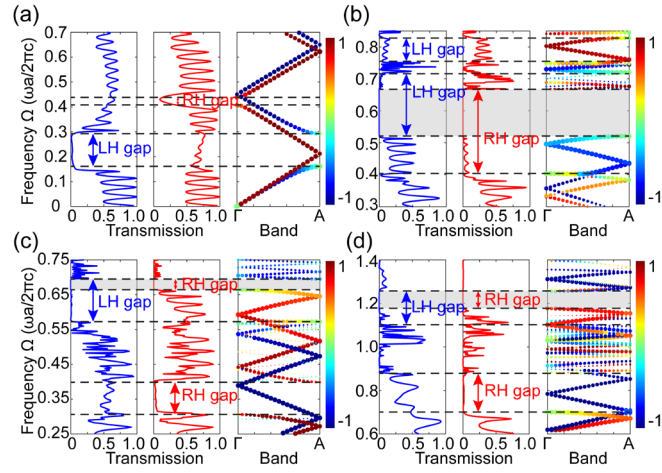 (a)
0.7
0.6
0.5
0.4
0.3
0.2
0.1
0
Frequency Ω (ωa/2πc)
LH gap
RH gap
0 0.5 1.0 0 0.5 1.0 Γ A
Transmission Transmission Band
1
-1
(b)
0.8
0.7
0.6
0.5
0.4
0.3
LH gap
LH gap
RH gap
0 0.5 1.0 0 0.5 1.0 Γ A
Transmission Transmission Band
1
-1
(c)
0.75
0.65
0.55
0.45
0.35
0.25
Frequency Ω (ωa/2πc)
LH gap
RH gap
RH gap
0 0.5 1.0 0 0.5 1.0 Γ A
Transmission Transmission Band
1
-1
(d)
1.4
1.2
1.0
0.8
0.6
LH gap
RH gap
RH gap
0 0.5 1.0 0 0.5 1.0 Γ A
Transmission Transmission Band
1
-1